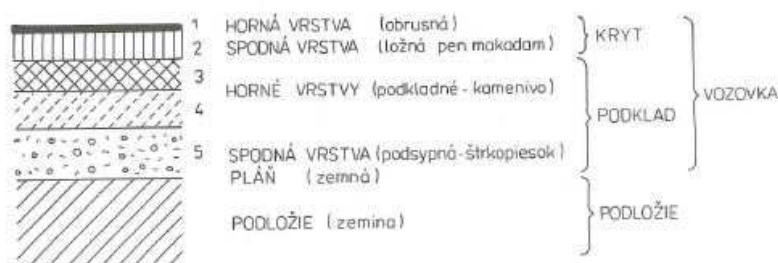 1 HORNÁ VRSTVA (obrusná)
2 SPODNÁ VRSTVA (ložná pen makadam)
KRYT
3
HORNÉ VRSTVY (podkladné - kamenivo)
4
PODKLAD
VOZOVKA
5 SPODNÁ VRSTVA (podsypná-štrkopiesok)
PLÁŇ (zemná)
PODLOŽIE (zemina)
PODLOŽIE